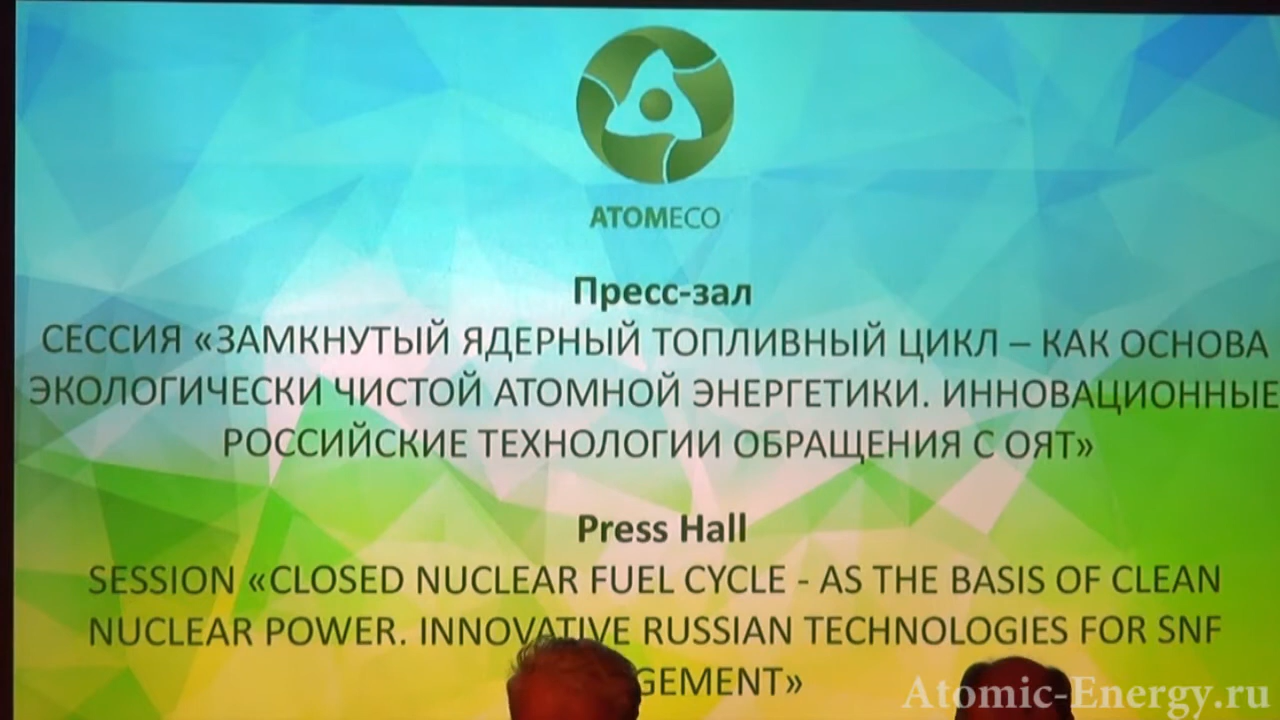 ATOMECO
Пресс-зал
СЕССИЯ «ЗАМКНУТЫЙ ЯДЕРНЫЙ ТОПЛИВНЫЙ ЦИКЛ – КАК ОСНОВА
ЭКОЛОГИЧЕСКИ ЧИСТОЙ АТОМНОЙ ЭНЕРГЕТИКИ. ИННОВАЦИОННЫЕ
РОССИЙСКИЕ ТЕХНОЛОГИИ ОБРАЩЕНИЯ С ОЯТ»
Press Hall
SESSION «CLOSED NUCLEAR FUEL CYCLE - AS THE BASIS OF CLEAN
NUCLEAR POWER. INNOVATIVE RUSSIAN TECHNOLOGIES FOR SNF
GEMENT»
Atomic-Energy.ru